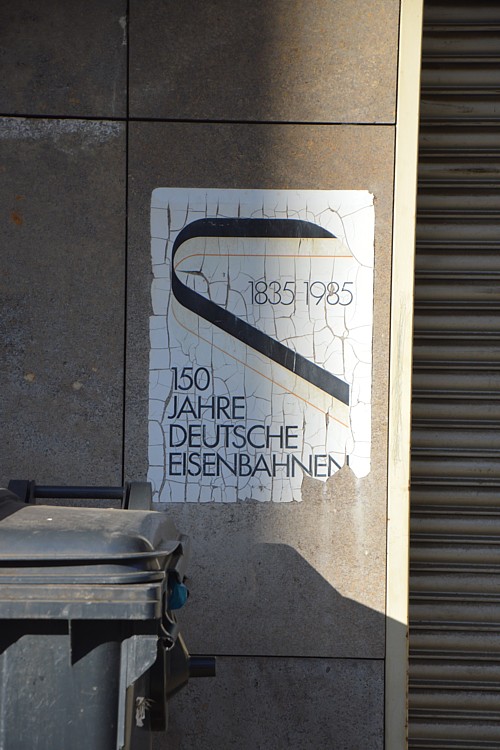 1835 1985
150
JAHRE
DEUTSCHE
EISENBAHNEN